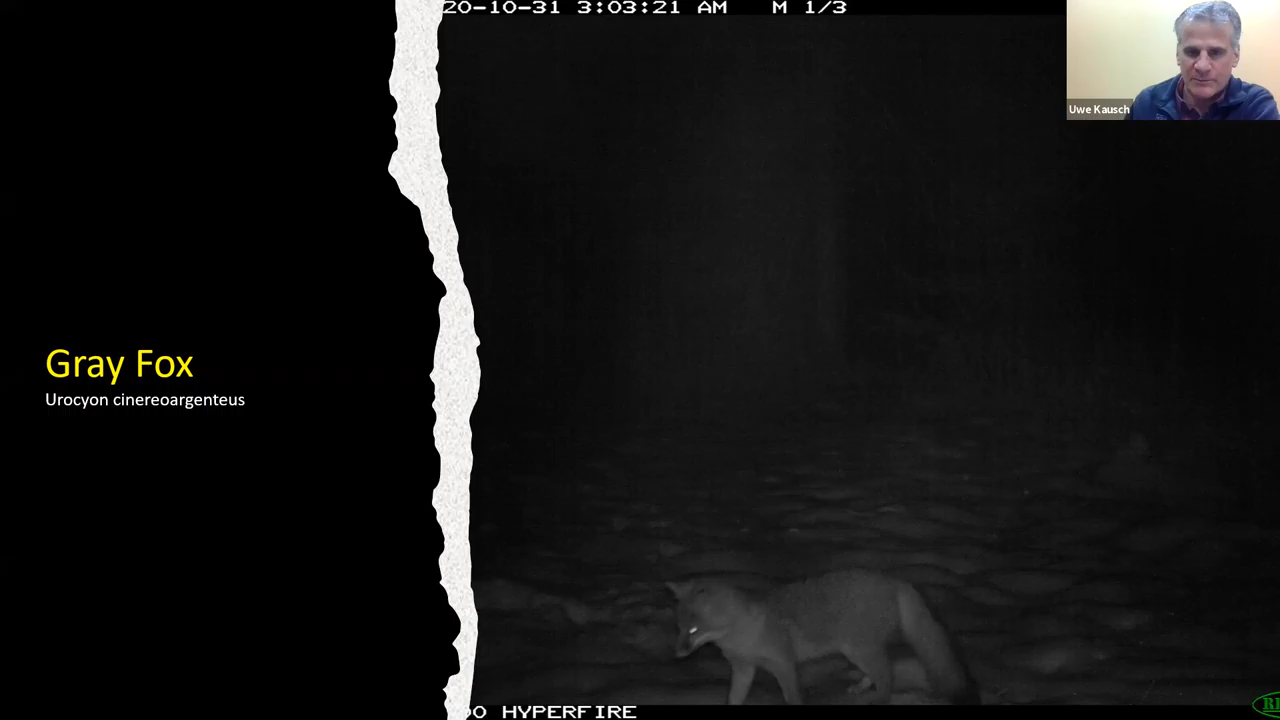 20-10-31 3:03:21 AM M 1/3
Uwe Kausch
Gray Fox
Urocyon cinereoargenteus
O HYPERFIRE